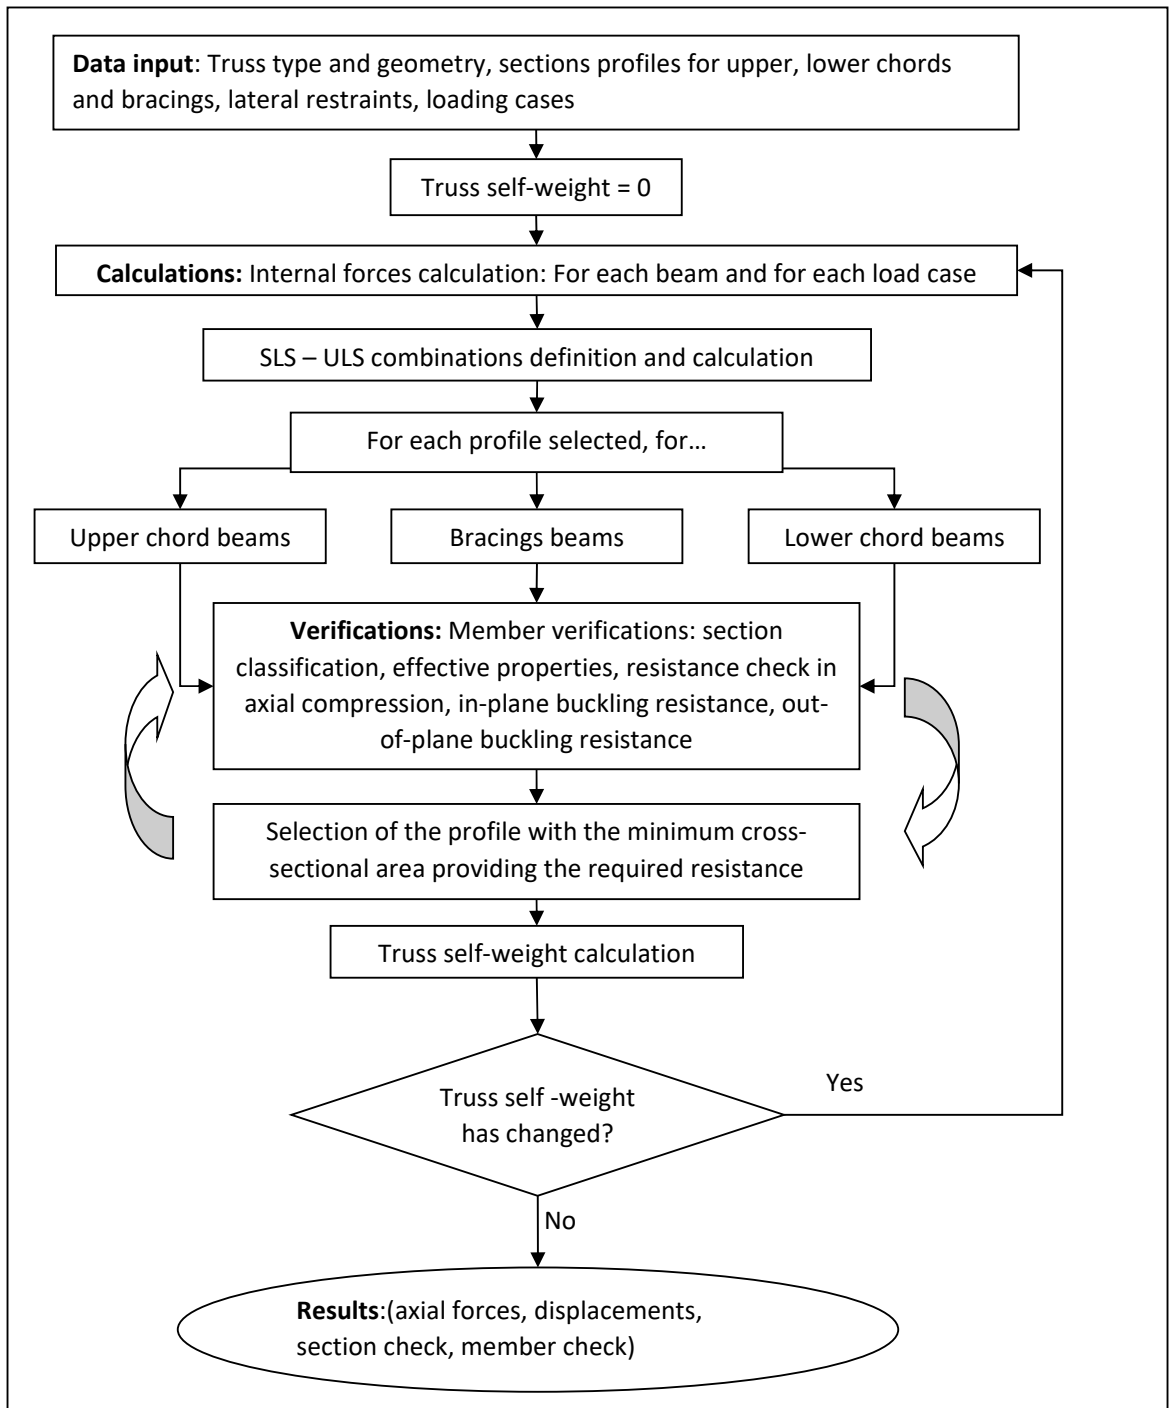 Data input: Truss type and geometry, sections profiles for upper, lower chords
and bracings, lateral restraints, loading cases
Truss self-weight = 0
Calculations: Internal forces calculation: For each beam and for each load case
SLS – ULS combinations definition and calculation
For each profile selected, for...
Upper chord beams
Bracings beams
Lower chord beams
Verifications: Member verifications: section
classification, effective properties, resistance check in
axial compression, in-plane buckling resistance, out-
of-plane buckling resistance
Selection of the profile with the minimum cross-
sectional area providing the required resistance
Truss self-weight calculation
Truss self -weight
has changed?
Yes
No
Results:(axial forces, displacements,
section check, member check)